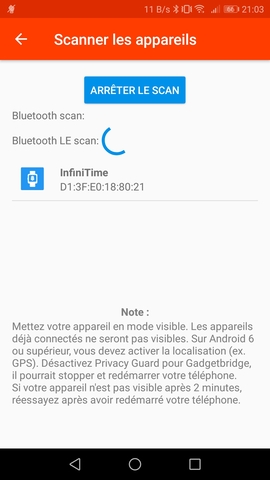 11 B/s 21:03
Scanner les appareils
ARRÊTER LE SCAN
Bluetooth scan:
Bluetooth LE scan:
InfiniTime
D1:3F:E0:18:80:21
Note :
Mettez votre appareil en mode visible. Les appareils
déjà connectés ne seront pas visibles. Sur Android 6
ou supérieur, vous devez activer la localisation (ex.
GPS). Désactivez Privacy Guard pour Gadgetbridge,
il pourrait stopper et redémarrer votre téléphone.
Si votre appareil n'est pas visible après 2 minutes,
réessayez après avoir redémarré votre téléphone.